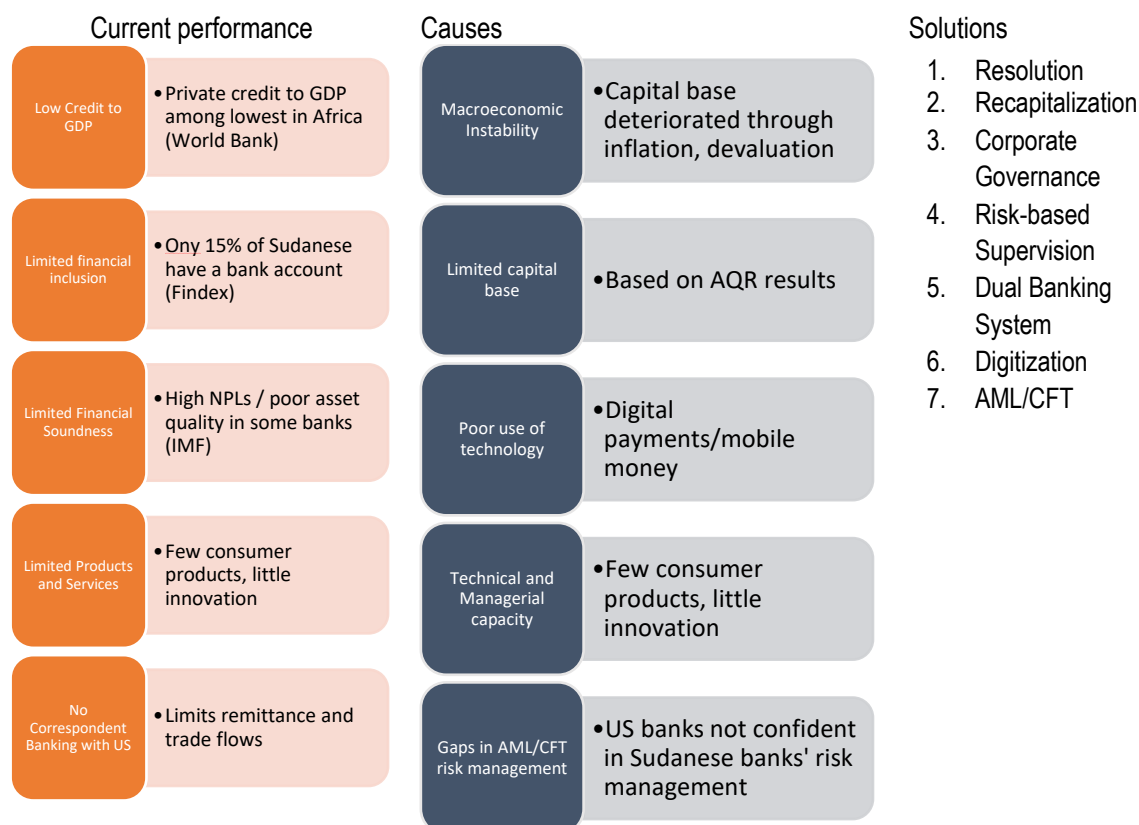 Current performance
Low Credit to
GDP
•Private credit to GDP
among lowest in Africa
(World Bank)
Limited financial
inclusion
•Ony 15% of Sudanese
have a bank account
(Findex)
Limited Financial
Soundness
•High NPLs / poor asset
quality in some banks
(IMF)
Limited Products
and Services
•Few consumer
products, little
innovation
No
Correspondent
Banking with US
•Limits remittance and
trade flows
Causes
Macroeconomic
Instability
•Capital base
deteriorated through
inflation, devaluation
Limited capital
base
•Based on AQR results
Poor use of
technology
•Digital
payments/mobile
money
Technical and
Managerial
capacity
•Few consumer
products, little
innovation
Gaps in AML/CFT
risk management
•US banks not confident
in Sudanese banks' risk
management
Solutions
1. Resolution
2. Recapitalization
3. Corporate
Governance
4. Risk-based
Supervision
5. Dual Banking
System
6. Digitization
7. AML/CFT